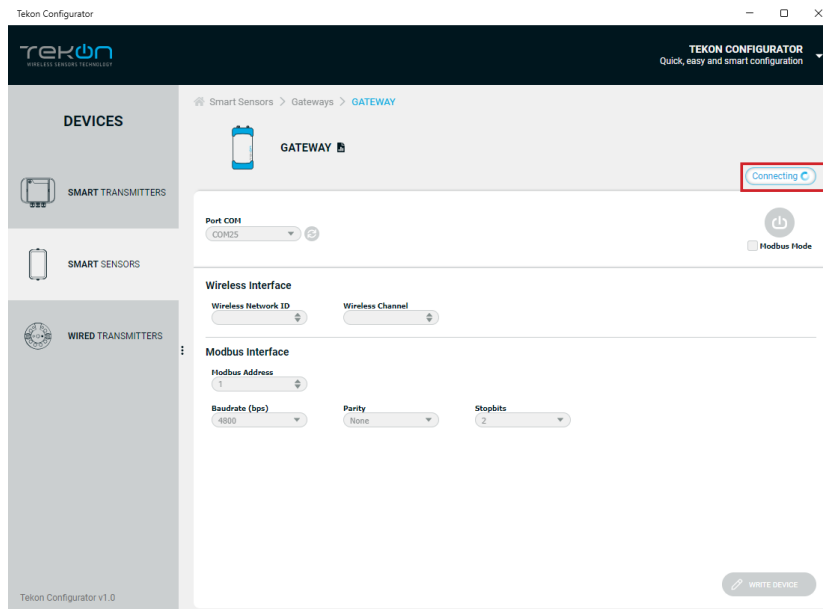 Tekon Configurator
TEKON
WIRELESS SENSORS TECHNOLOGY
TEKON CONFIGURATOR
Quick, easy and smart configuration
DEVICES
SMART TRANSMITTERS
SMART SENSORS
WIRED TRANSMITTERS
Tekon Configurator v1.0
Smart Sensors > Gateways > GATEWAY
GATEWAY
Connecting
Port COM
COM25
Modbus Mode
Wireless Interface
Wireless Network ID Wireless Channel
Modbus Interface
Modbus Address
1
Baudrate (bps) Parity Stopbits
4800 None 2
WRITE DEVICE